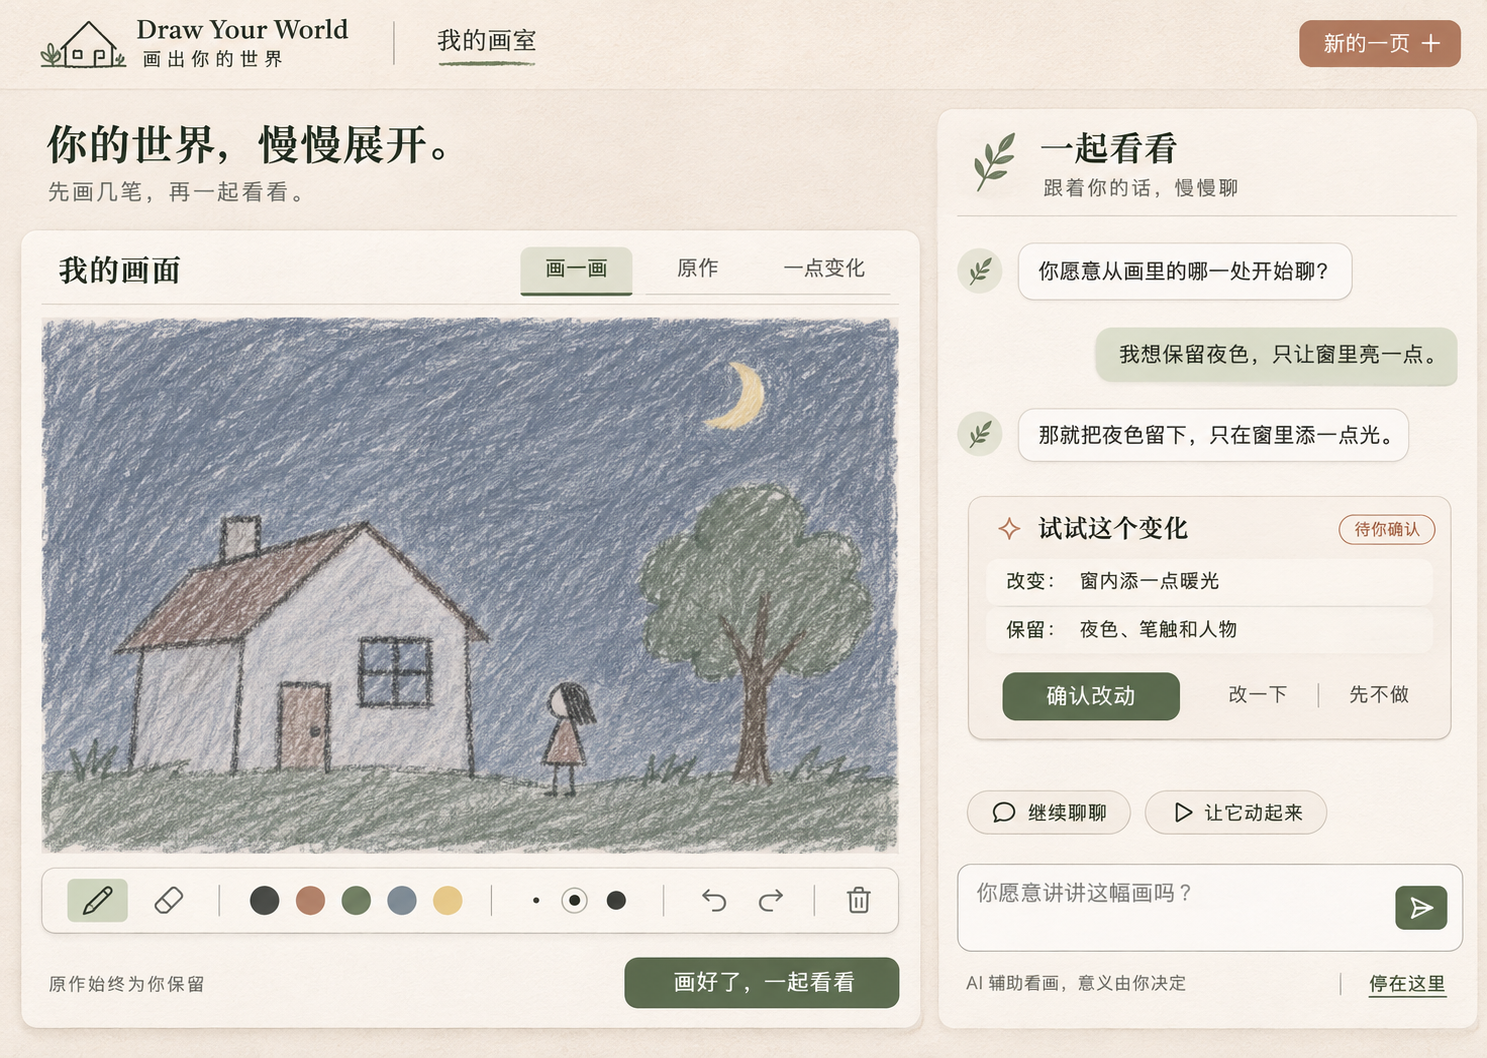 Draw Your World
画出你的世界
我的画室
新的一页
你的世界，慢慢展开。
先画几笔，再一起看看。
我的画面
画一画
原作
一点变化
原作始终为你保留
画好了，一起看看
一起看看
跟着你的话，慢慢聊
你愿意从画里的哪一处开始聊？
我想保留夜色，只让窗里亮一点。
那就把夜色留下，只在窗里添一点光。
试试这个变化
待你确认
改变： 窗内添一点暖光
保留： 夜色、笔触和人物
确认改动
改一下
先不做
继续聊聊
让它动起来
你愿意讲讲这幅画吗？
AI 辅助看画，意义由你决定
停在这里